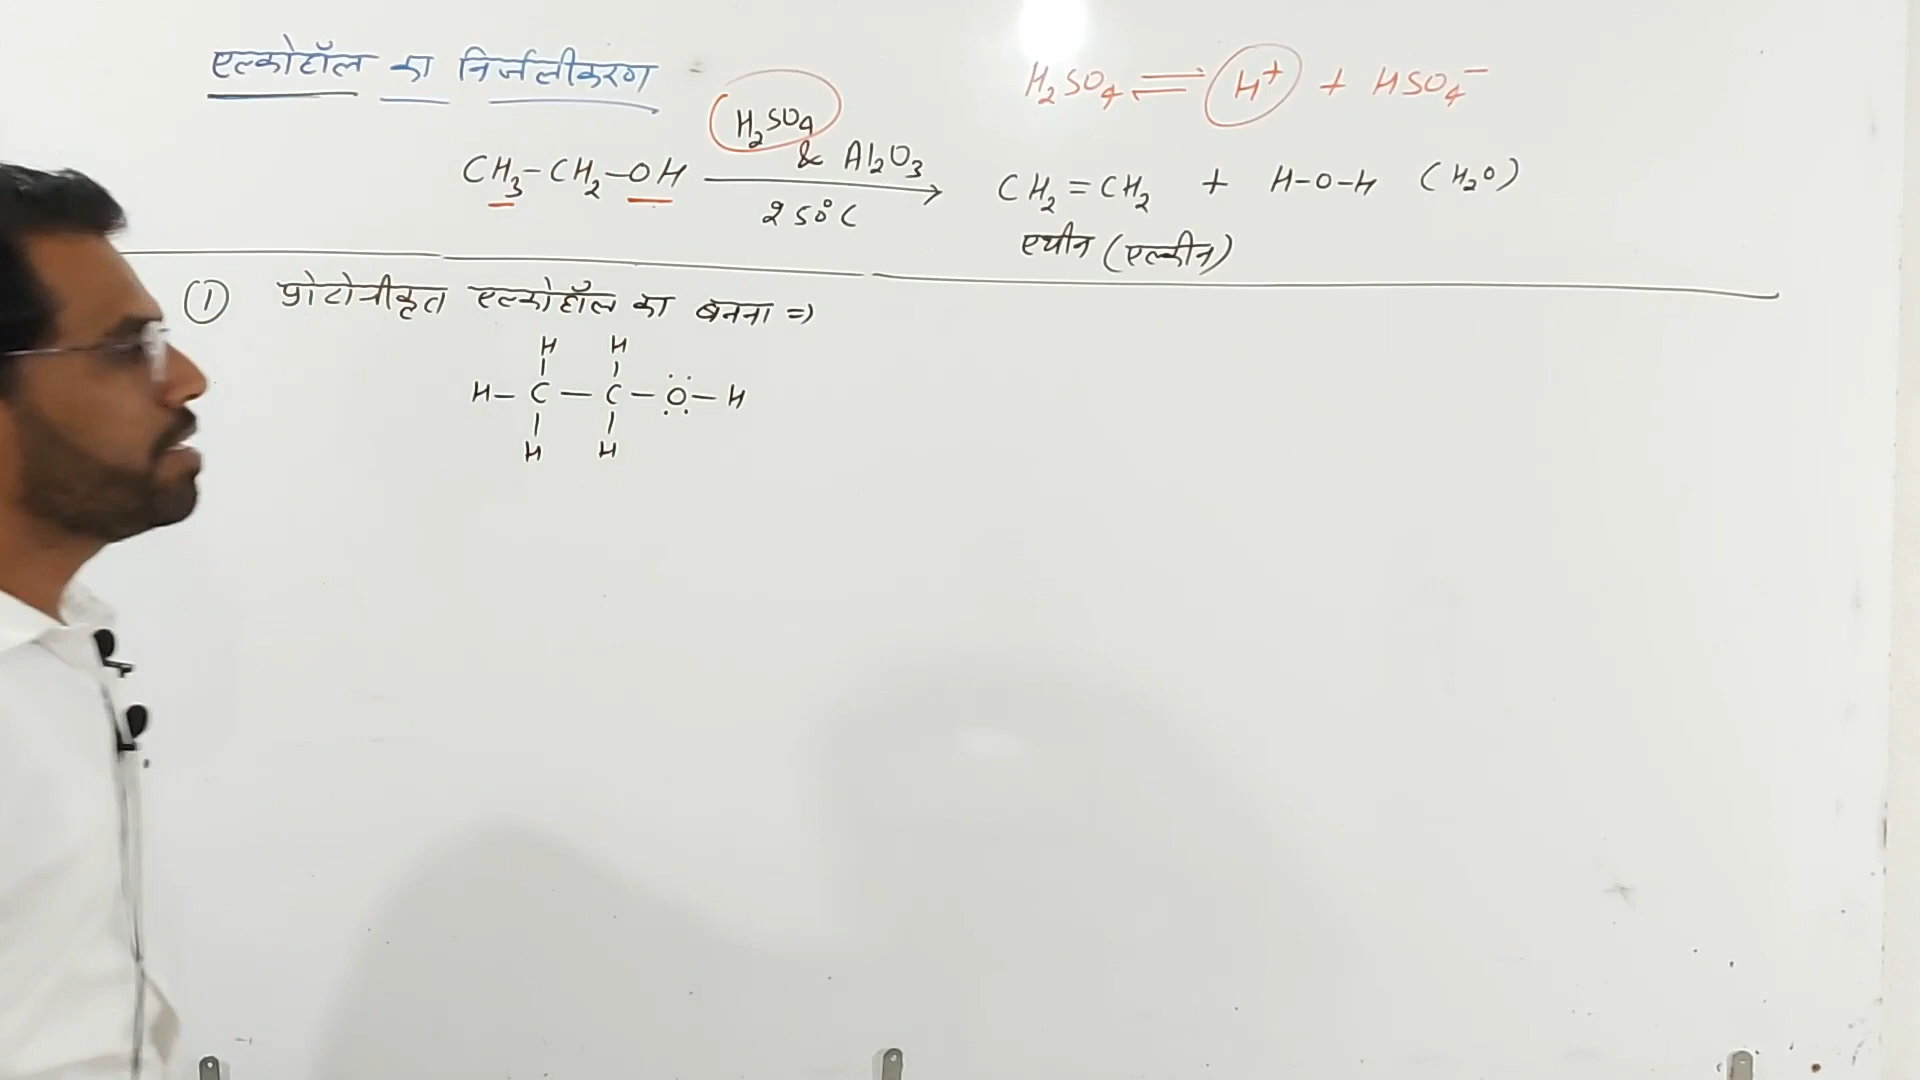 एल्कोहॉल का निर्जलीकरण
H₂SO₄ ⇌ H⁺ + HSO₄⁻
H₂SO₄
& Al₂O₃
CH₃-CH₂-OH ⟶ CH₂=CH₂ + H-O-H (H₂O)
250°C
एथीन (एल्कीन)
① प्रोटोनीकृत एल्कोहॉल का बनना ⇒
H H
H-C-C-Ö-H
H H